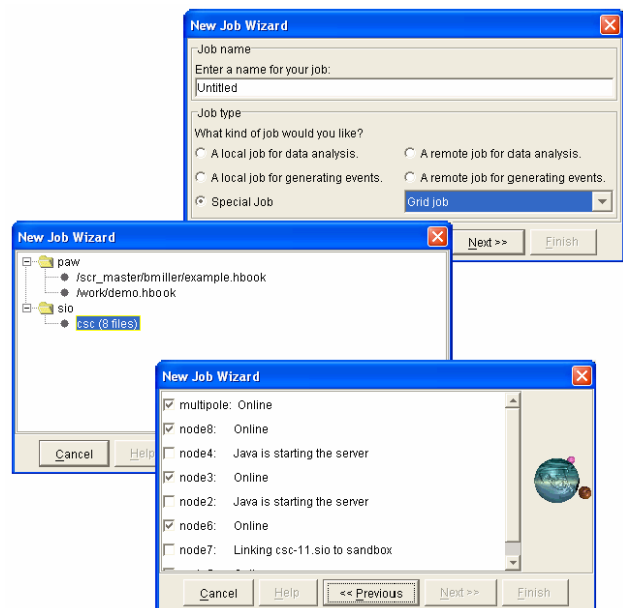 New Job Wizard
Job name
Enter a name for your job:
Untitled
Job type
What kind of job would you like?
A local job for data analysis. A remote job for data analysis.
A local job for generating events. A remote job for generating events.
Special Job Grid job
Next >> Finish
New Job Wizard
paw
/scr_master/bmiller/example.hbook
/work/demo.hbook
sio
csc (8 files)
Cancel Help
New Job Wizard
multipole: Online
node8: Online
node4: Java is starting the server
node3: Online
node2: Java is starting the server
node6: Online
node7: Linking csc-11.sio to sandbox
Cancel Help << Previous Next >> Finish